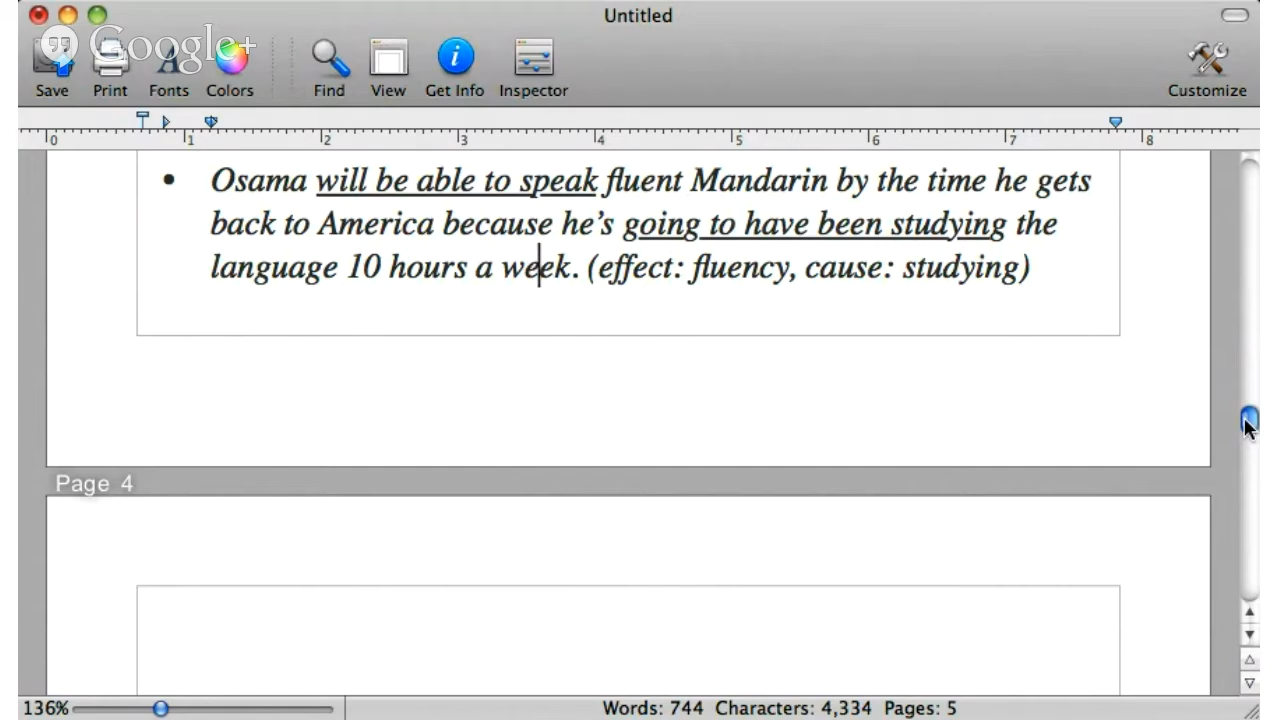 Untitled
Google+
Save Print Fonts Colors Find View Get Info Inspector Customize
0 1 2 3 4 5 6 7 8
• Osama will be able to speak fluent Mandarin by the time he gets
back to America because he’s going to have been studying the
language 10 hours a week. (effect: fluency, cause: studying)
Page 4
136% Words: 744 Characters: 4,334 Pages: 5